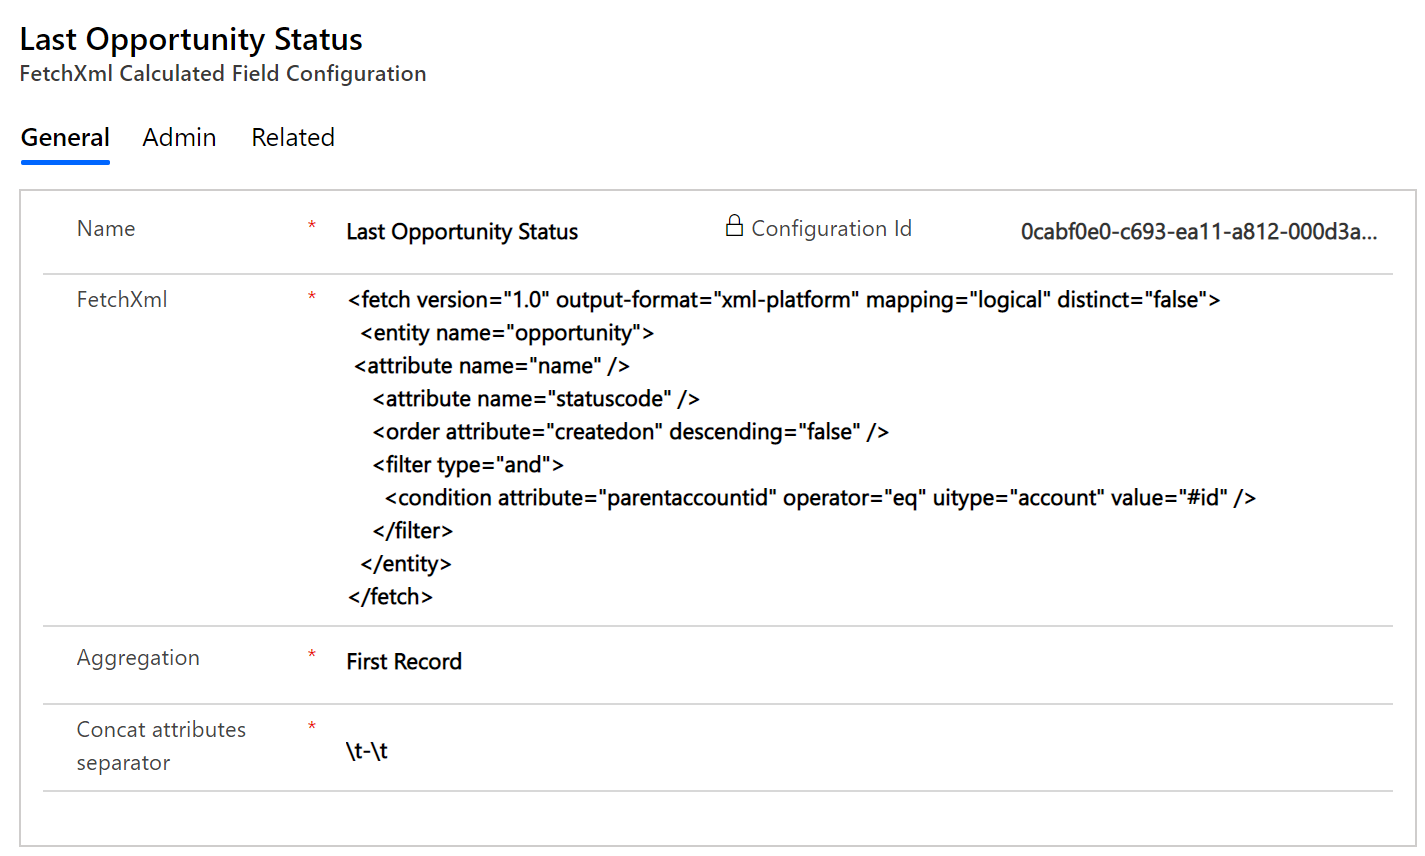 Last Opportunity Status
FetchXml Calculated Field Configuration
General Admin Related
Name * Last Opportunity Status Configuration Id 0cabf0e0-c693-ea11-a812-000d3a...
FetchXml * <fetch version="1.0" output-format="xml-platform" mapping="logical" distinct="false">
<entity name="opportunity">
<attribute name="name" />
<attribute name="statuscode" />
<order attribute="createdon" descending="false" />
<filter type="and">
<condition attribute="parentaccountid" operator="eq" uitype="account" value="#id" />
</filter>
</entity>
</fetch>
Aggregation * First Record
Concat attributes *
separator \t-\t